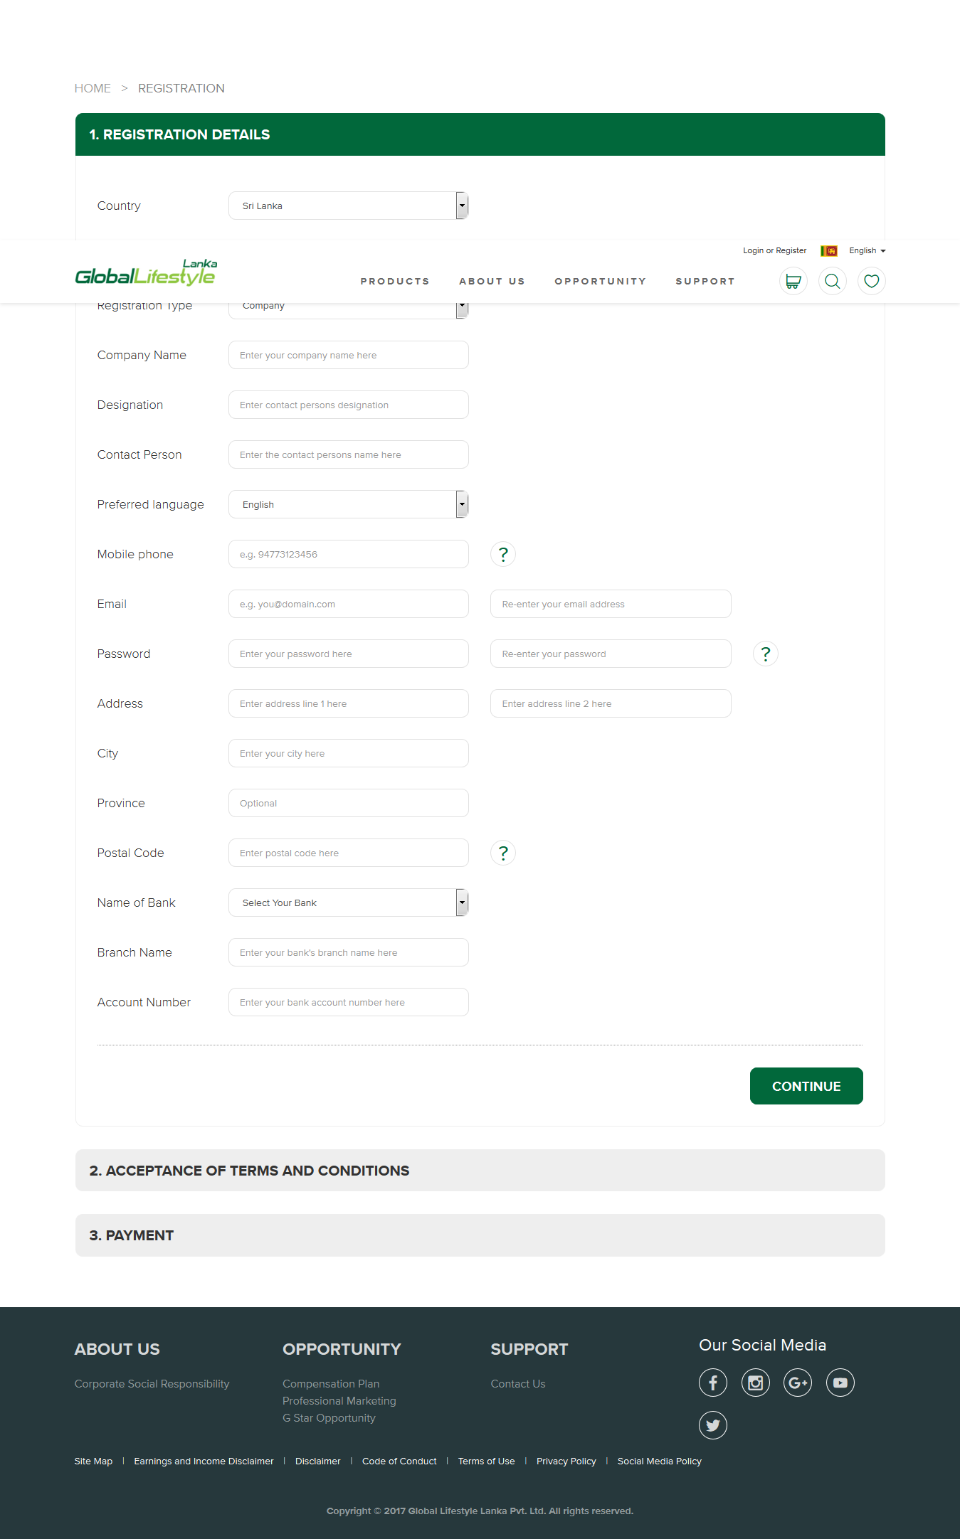 HOME > REGISTRATION
1. REGISTRATION DETAILS
Country Sri Lanka
Login or Register English
Lanka
GlobalLifestyle
PRODUCTS ABOUT US OPPORTUNITY SUPPORT
Registration Type Company
Company Name Enter your company name here
Designation Enter contact persons designation
Contact Person Enter the contact persons name here
Preferred language English
Mobile phone e.g. 94773123456 ?
Email e.g. you@domain.com Re-enter your email address
Password Enter your password here Re-enter your password ?
Address Enter address line 1 here Enter address line 2 here
City Enter your city here
Province Optional
Postal Code Enter postal code here ?
Name of Bank Select Your Bank
Branch Name Enter your bank's branch name here
Account Number Enter your bank account number here
CONTINUE
2. ACCEPTANCE OF TERMS AND CONDITIONS
3. PAYMENT
ABOUT US OPPORTUNITY SUPPORT Our Social Media
Corporate Social Responsibility Compensation Plan Contact Us
Professional Marketing
G Star Opportunity
Site Map | Earnings and Income Disclaimer | Disclaimer | Code of Conduct | Terms of Use | Privacy Policy | Social Media Policy
Copyright © 2017 Global Lifestyle Lanka Pvt. Ltd. All rights reserved.